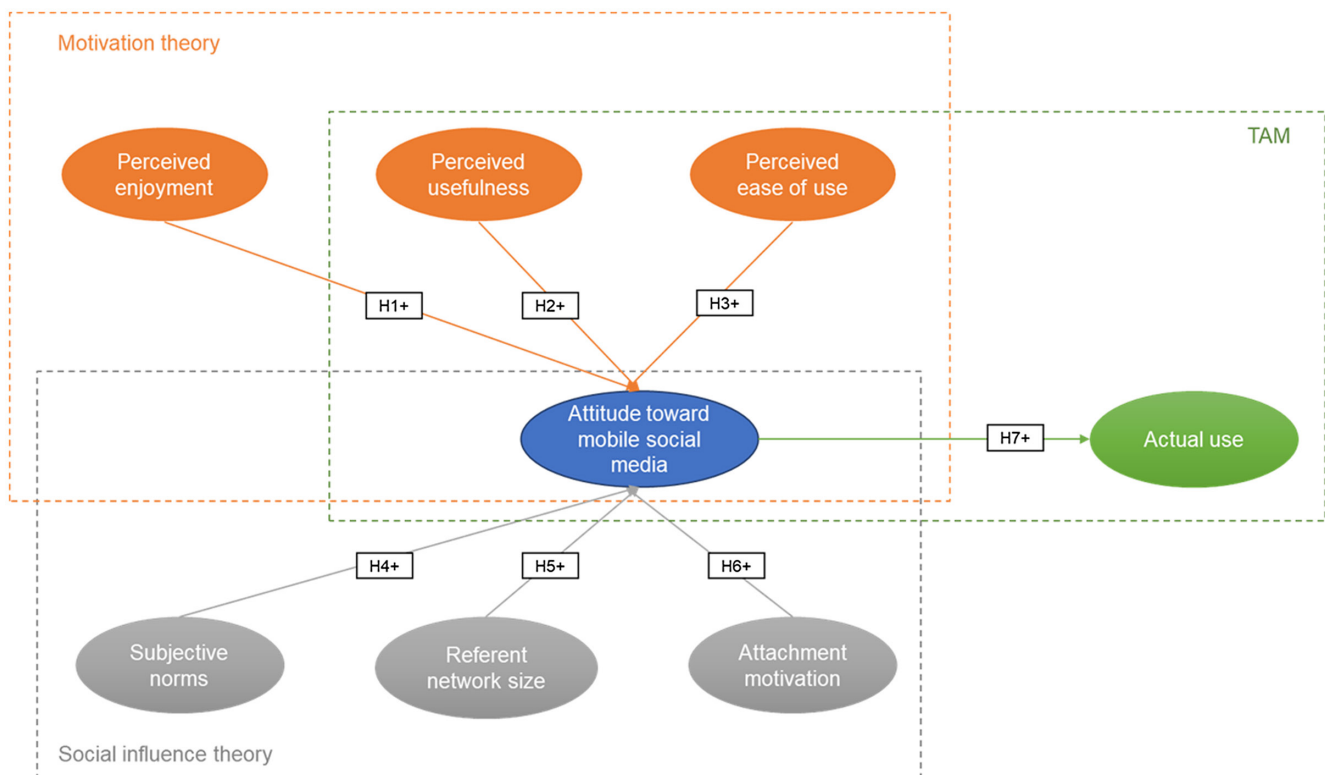 Motivation theory
TAM
Perceived
enjoyment
Perceived
usefulness
Perceived
ease of use
H1+
H2+
H3+
Attitude toward
mobile social
media
H7+
Actual use
H4+
H5+
H6+
Subjective
norms
Referent
network size
Attachment
motivation
Social influence theory